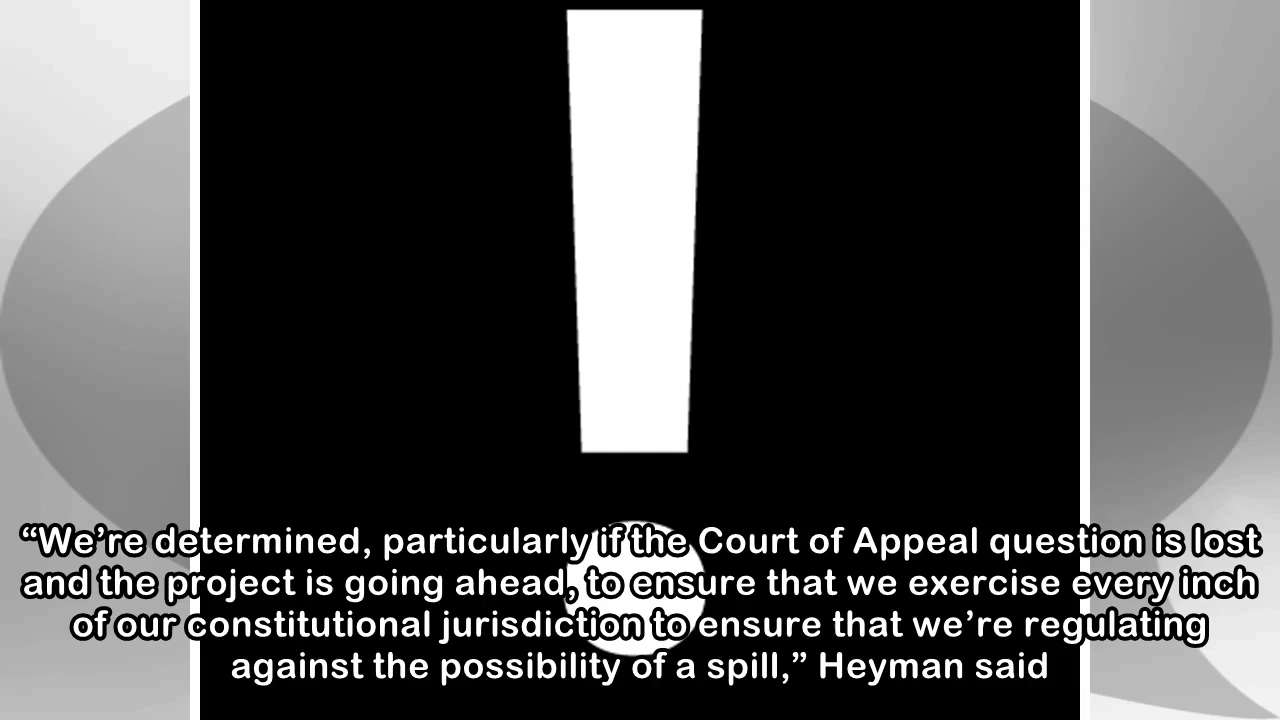 “We’re determined, particularly if the Court of Appeal question is lost
and the project is going ahead, to ensure that we exercise every inch
of our constitutional jurisdiction to ensure that we’re regulating
against the possibility of a spill,” Heyman said